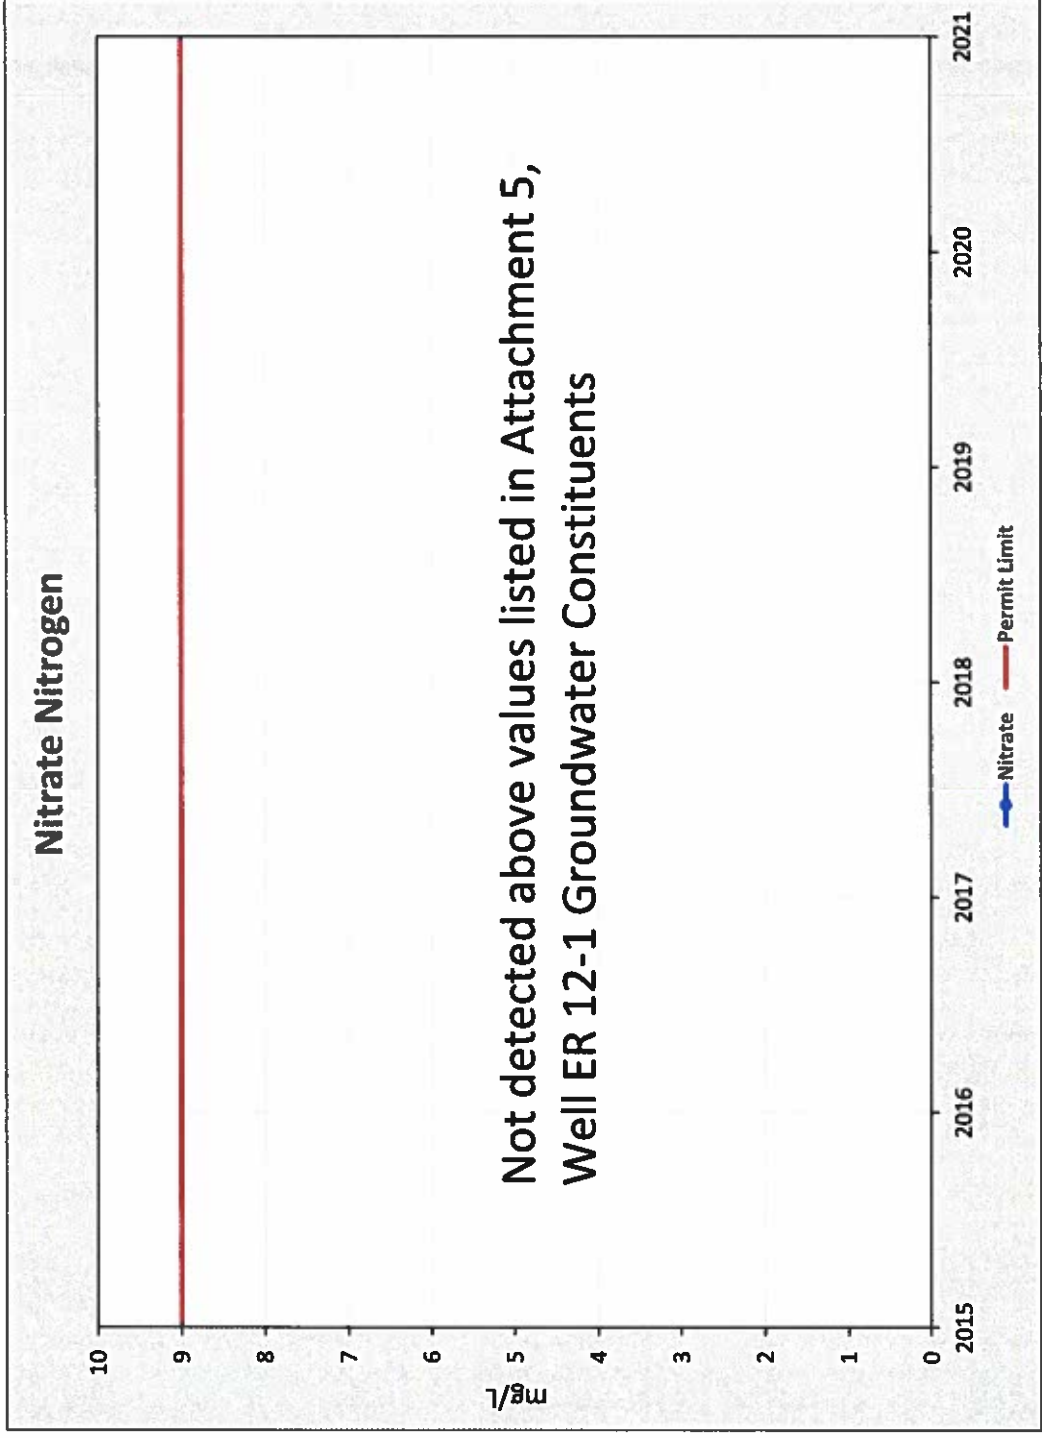 Nitrate Nitrogen
10
9
8
7
6
5
4
3
2
1
0
mg/L
Not detected above values listed in Attachment 5,
Well ER 12-1 Groundwater Constituents
2015 2016 2017 2018 2019 2020 2021
Nitrate Permit Limit